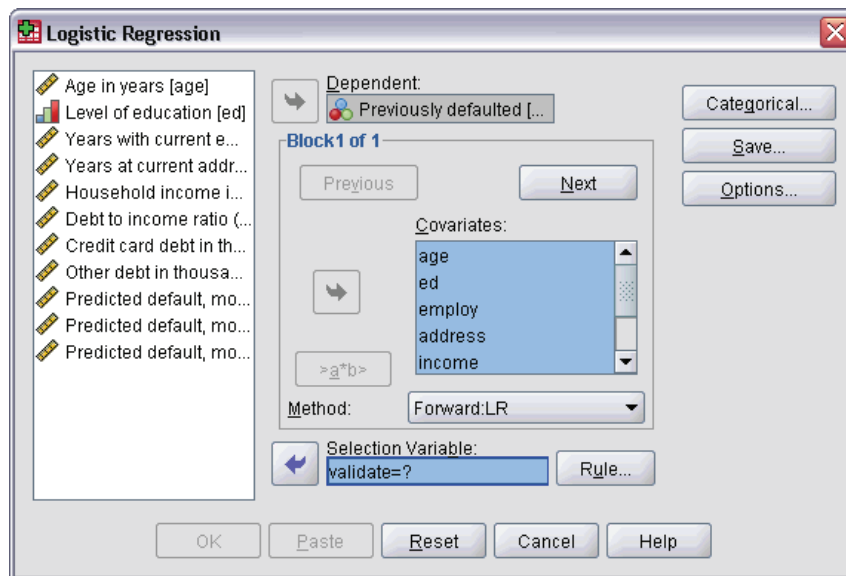 Logistic Regression
Age in years [age]
Level of education [ed]
Years with current e...
Years at current addr...
Household income i...
Debt to income ratio (...
Credit card debt in th...
Other debt in thousa...
Predicted default, mo...
Predicted default, mo...
Predicted default, mo...
Dependent:
Previously defaulted [...
Block1 of 1
Previous
Next
Covariates:
age
ed
employ
address
income
>a*b>
Method:
Forward:LR
Selection Variable:
validate=?
Rule...
Categorical...
Save...
Options...
OK
Paste
Reset
Cancel
Help